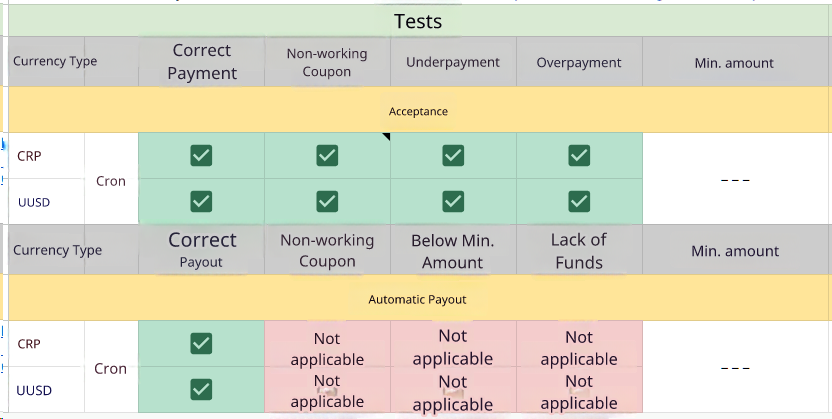 Tests
Currency Type
Correct
Payment
Non-working
Coupon
Underpayment
Overpayment
Min. amount
Acceptance
CRP
Cron
---
UUSD
Currency Type
Correct
Payout
Non-working
Coupon
Below Min.
Amount
Lack of
Funds
Min. amount
Automatic Payout
CRP
Not
applicable
Not
applicable
Not
applicable
Cron
---
UUSD
Not
applicable
Not
applicable
Not
applicable